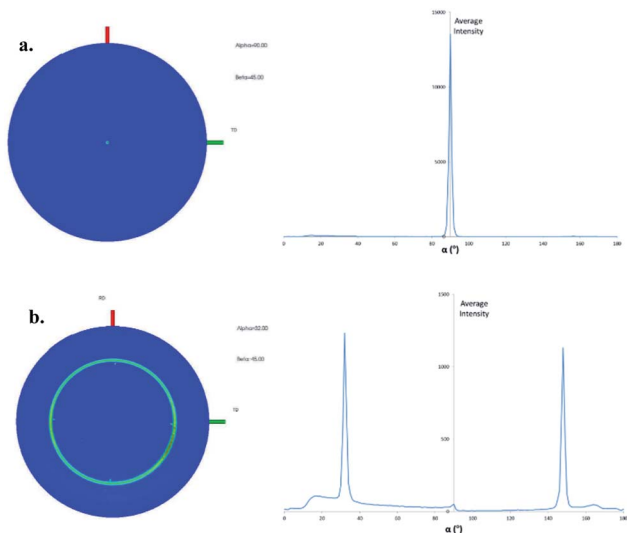 a.
Alpha=90.00
Beta=45.00
TD
Average
Intensity
15000
10000
5000
0
0 20 40 60 80 100 120 140 160 180
α (°)
b.
RD
Alpha=32.00
Beta=45.00
TD
Average
Intensity
1500
1000
500
0
0 20 40 60 80 100 120 140 160 180
α (°)